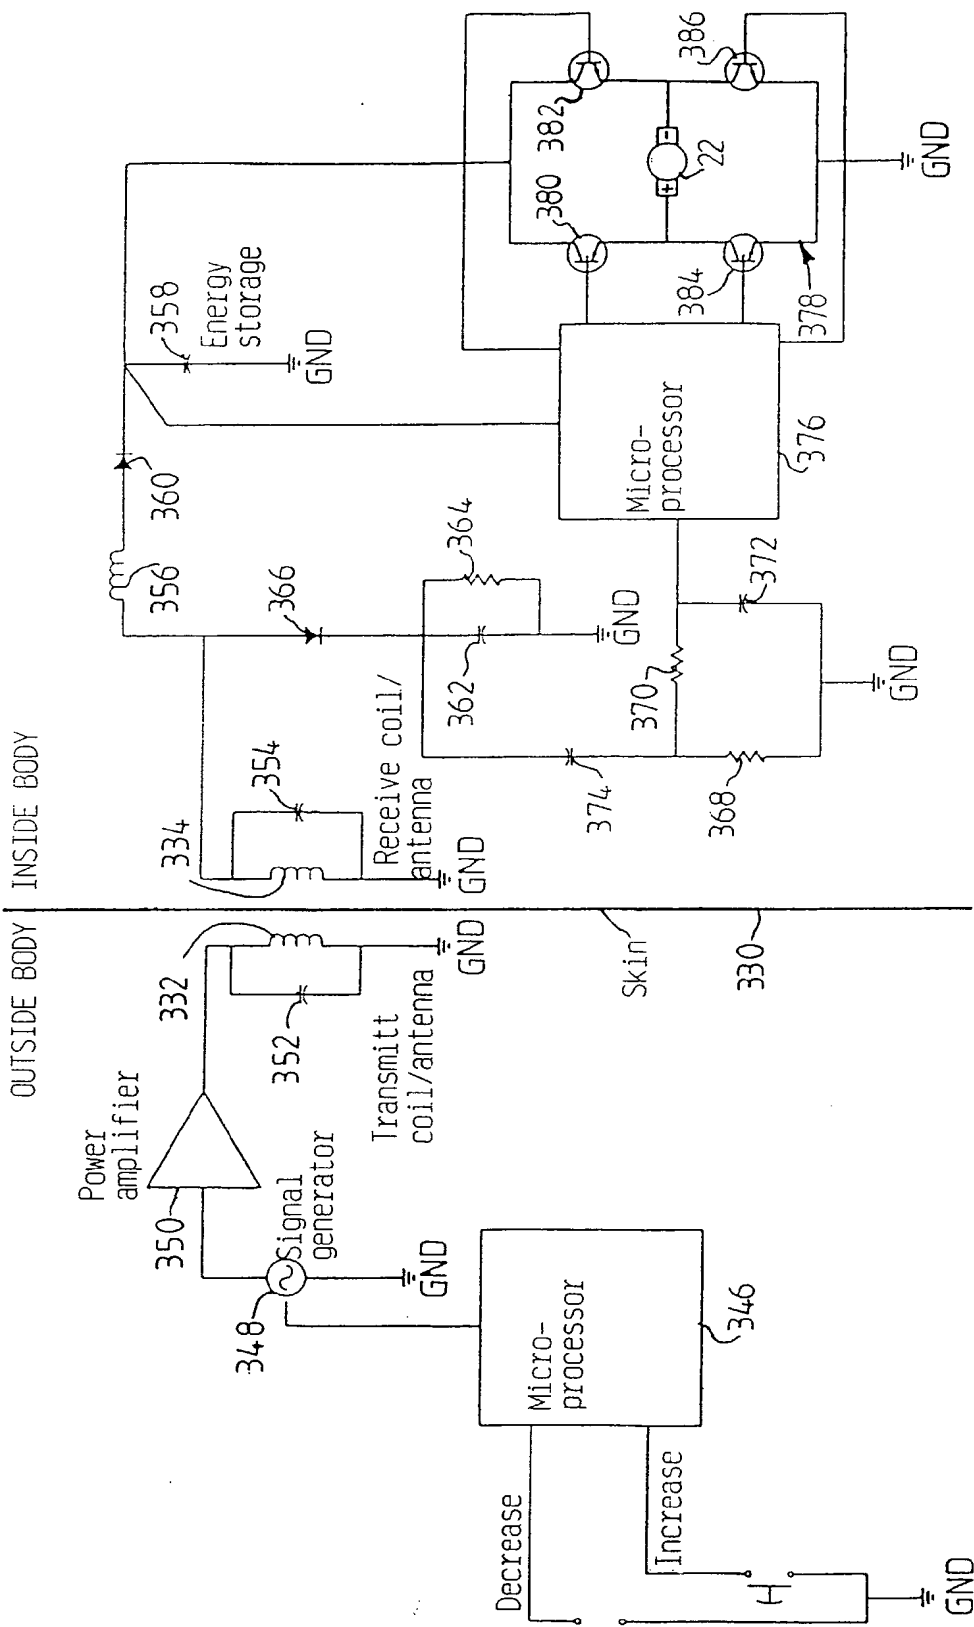 OUTSIDE BODY
INSIDE BODY
Power
amplifier
350
332
334
356
360
358
Energy
storage
GND
348
Signal
generator
GND
352
354
366
Transmitt
coil/antenna
GND
Receive coil/
antenna
GND
362
364
GND
382
386
380
22
384
378
GND
Micro-
processor
376
374
370
372
368
GND
Decrease
Increase
Micro-
processor
346
GND
Skin
330